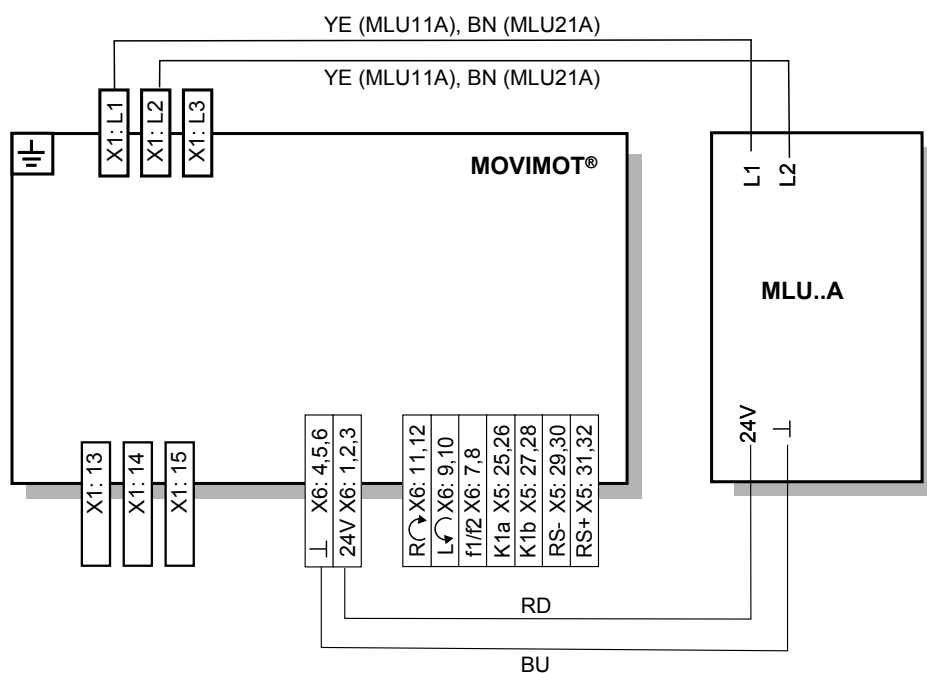 YE (MLU11A), BN (MLU21A)
YE (MLU11A), BN (MLU21A)
X1: L1
X1: L2
X1: L3
MOVIMOT®
L1
L2
MLU..A
24V
⊥
X1: 13
X1: 14
X1: 15
⊥ X6: 4,5,6
24V X6: 1,2,3
R X6: 11,12
L X6: 9,10
f1/f2 X6: 7,8
K1a X5: 25,26
K1b X5: 27,28
RS- X5: 29,30
RS+ X5: 31,32
RD
BU